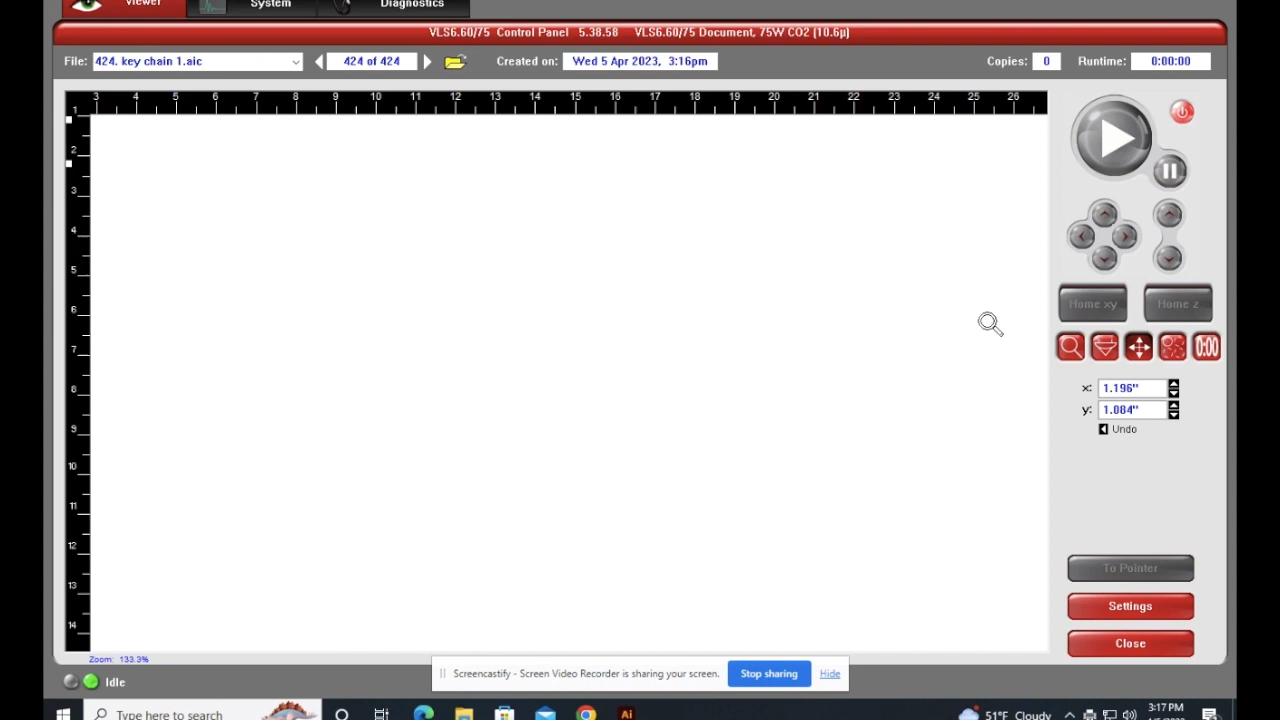 Viewer System Diagnostics
VLS6.60/75 Control Panel 5.38.58 VLS6.60/75 Document, 75W CO2 (10.6µ)
File: 424. key chain 1.aic 424 of 424 Created on: Wed 5 Apr 2023, 3:16pm Copies: 0 Runtime: 0:00:00
3 4 5 6 7 8 9 10 11 12 13 14 15 16 17 18 19 20 21 22 23 24 25 26
1
2
3
4
5
6
7
8
9
10
11
12
13
14
Home xy Home z
0:00
x: 1.196"
y: 1.084"
Undo
To Pointer
Settings
Close
Zoom: 133.3%
Screencastify - Screen Video Recorder is sharing your screen. Stop sharing Hide
Idle
Type here to search Ai 51°F Cloudy 3:17 PM